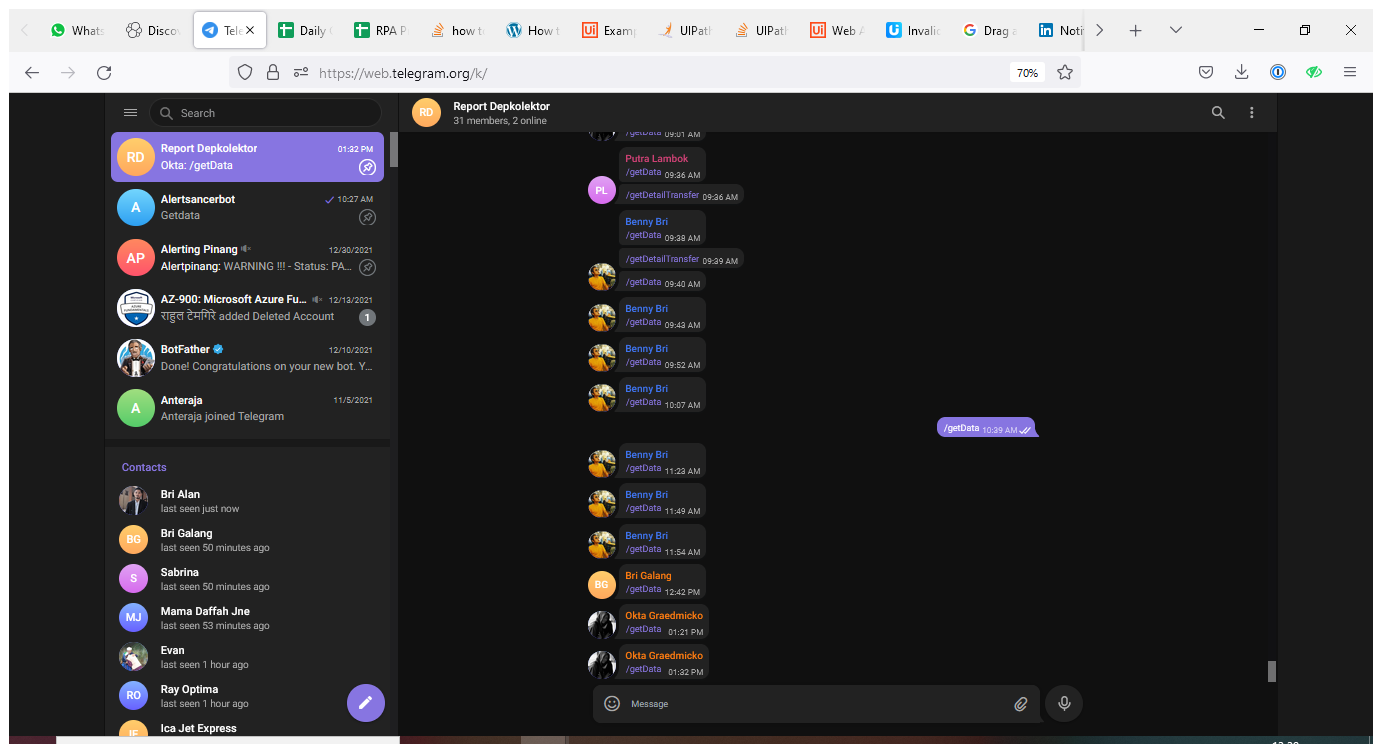 Whats
Disco
Tele
Daily
RPA P
how t
How t
Ui Examp
UIPath
UIPath
Ui Web A
Invalid
G Drag a
in Noti
https://web.telegram.org/k/
70%
Search
RD
Report Depkolektor
01:32 PM
Okta: /getData
A
Alertsancerbot
10:27 AM
Getdata
AP
Alerting Pinang
12/30/2021
Alertpinang: WARNING !!! - Status: PA...
AZ-900: Microsoft Azure Fu...
12/13/2021
राहुल टेमगिरे added Deleted Account
1
BotFather
12/10/2021
Done! Congratulations on your new bot. Y...
A
Anteraja
11/5/2021
Anteraja joined Telegram
Contacts
Bri Alan
last seen just now
BG
Bri Galang
last seen 50 minutes ago
S
Sabrina
last seen 50 minutes ago
MJ
Mama Daffah Jne
last seen 53 minutes ago
Evan
last seen 1 hour ago
RO
Ray Optima
last seen 1 hour ago
Ica Jet Express
RD
Report Depkolektor
31 members, 2 online
/getData 09:01 AM
Putra Lambok
/getData 09:36 AM
PL
/getDetailTransfer 09:36 AM
Benny Bri
/getData 09:38 AM
/getDetailTransfer 09:39 AM
/getData 09:40 AM
Benny Bri
/getData 09:43 AM
Benny Bri
/getData 09:52 AM
Benny Bri
/getData 10:07 AM
/getData 10:39 AM
Benny Bri
/getData 11:23 AM
Benny Bri
/getData 11:49 AM
Benny Bri
/getData 11:54 AM
BG
Bri Galang
/getData 12:42 PM
Okta Graedmicko
/getData 01:21 PM
Okta Graedmicko
/getData 01:32 PM
Message